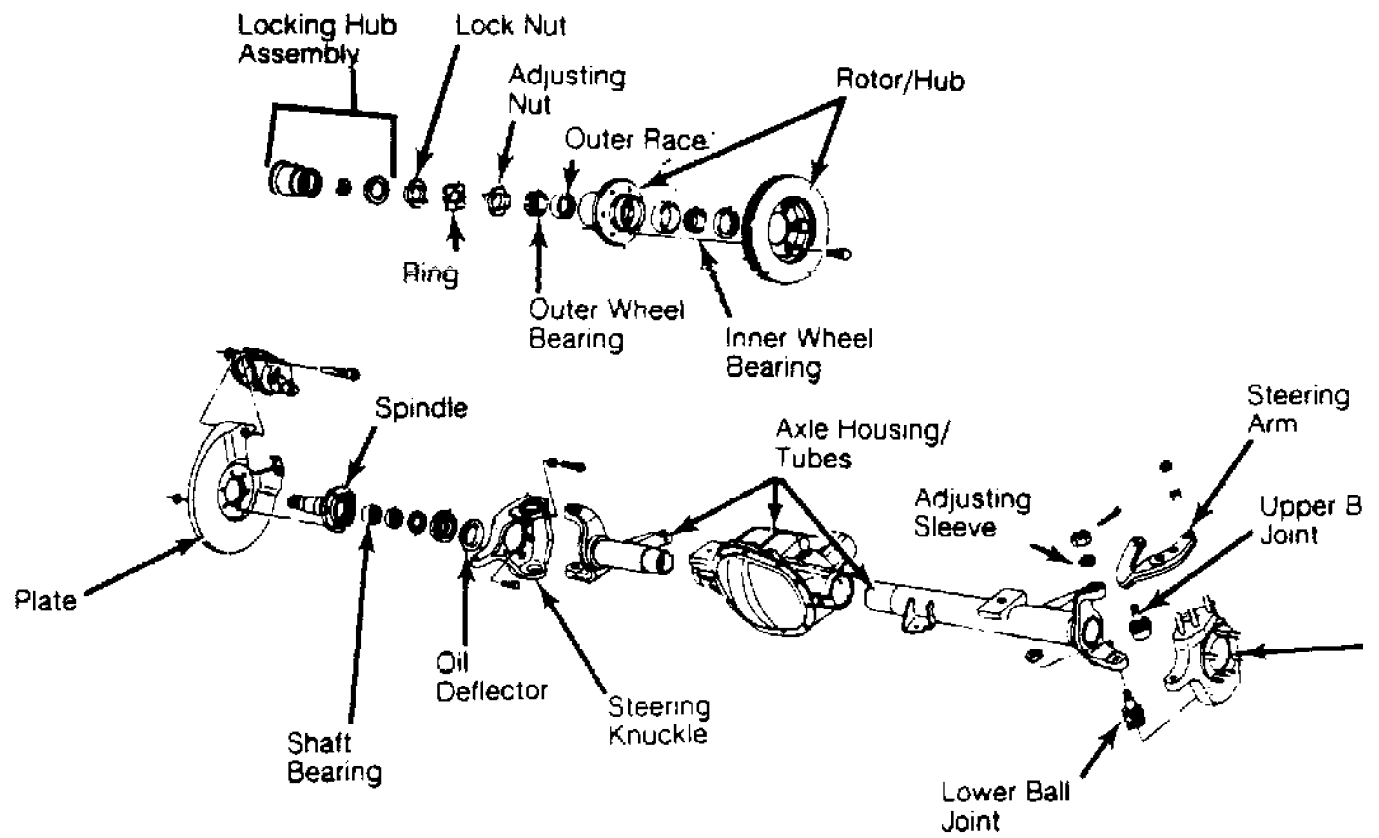 Locking Hub
Assembly
Lock Nut
Adjusting
Nut
Rotor/Hub
Outer Race
Ring
Outer Wheel
Bearing
Inner Wheel
Bearing
Spindle
Axle Housing/
Tubes
Steering
Arm
Adjusting
Sleeve
Upper B
Joint
Plate
Oil
Deflector
Steering
Knuckle
Shaft
Bearing
Lower Ball
Joint